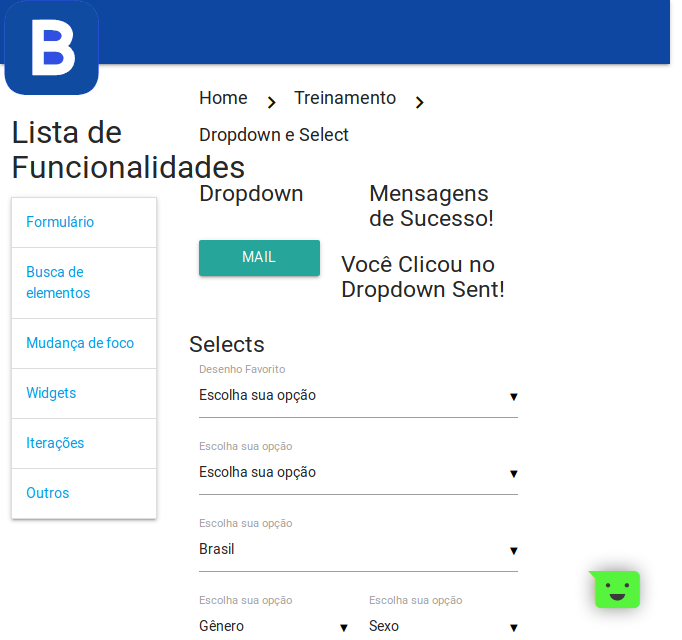 B
Home
Treinamento
Dropdown e Select
Lista de
Funcionalidades
Formulário
Busca de
elementos
Mudança de foco
Widgets
Iterações
Outros
Dropdown
MAIL
Mensagens
de Sucesso!
Você Clicou no
Dropdown Sent!
Selects
Desenho Favorito
Escolha sua opção
Escolha sua opção
Escolha sua opção
Escolha sua opção
Brasil
Escolha sua opção
Gênero
Escolha sua opção
Sexo